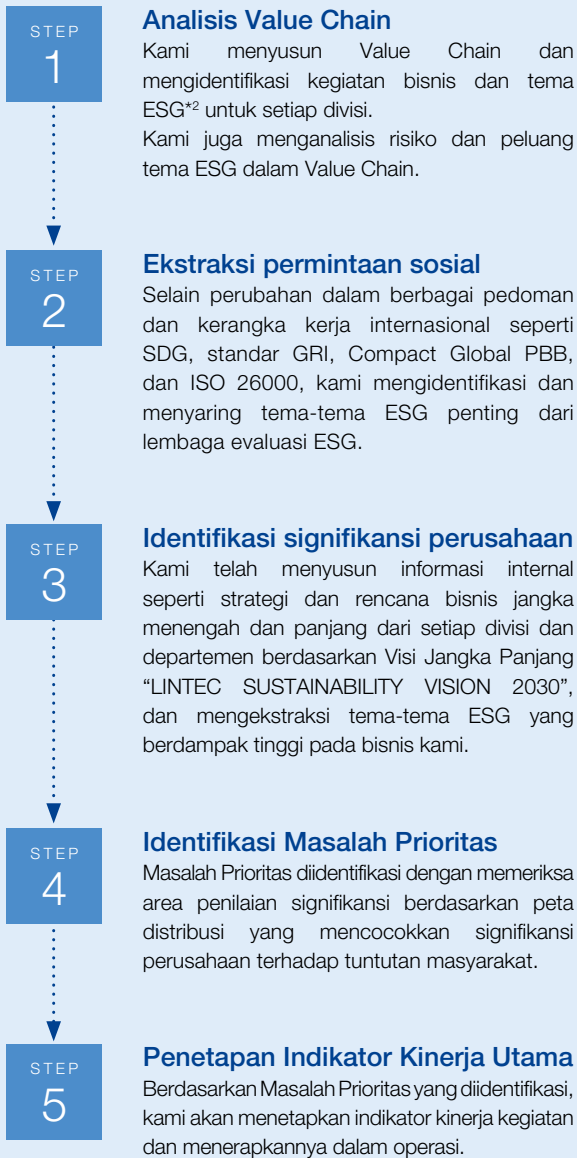 STEP
1
Analisis Value Chain
Kami menyusun Value Chain dan
mengidentifikasi kegiatan bisnis dan tema
ESG*2 untuk setiap divisi.
Kami juga menganalisis risiko dan peluang
tema ESG dalam Value Chain.
STEP
2
Ekstraksi permintaan sosial
Selain perubahan dalam berbagai pedoman
dan kerangka kerja internasional seperti
SDG, standar GRI, Compact Global PBB,
dan ISO 26000, kami mengidentifikasi dan
menyaring tema-tema ESG penting dari
lembaga evaluasi ESG.
STEP
3
Identifikasi signifikansi perusahaan
Kami telah menyusun informasi internal
seperti strategi dan rencana bisnis jangka
menengah dan panjang dari setiap divisi dan
departemen berdasarkan Visi Jangka Panjang
“LINTEC SUSTAINABILITY VISION 2030”,
dan mengekstraksi tema-tema ESG yang
berdampak tinggi pada bisnis kami.
STEP
4
Identifikasi Masalah Prioritas
Masalah Prioritas diidentifikasi dengan memeriksa
area penilaian signifikansi berdasarkan peta
distribusi yang mencocokkan signifikansi
perusahaan terhadap tuntutan masyarakat.
STEP
5
Penetapan Indikator Kinerja Utama
Berdasarkan Masalah Prioritas yang diidentifikasi,
kami akan menetapkan indikator kinerja kegiatan
dan menerapkannya dalam operasi.